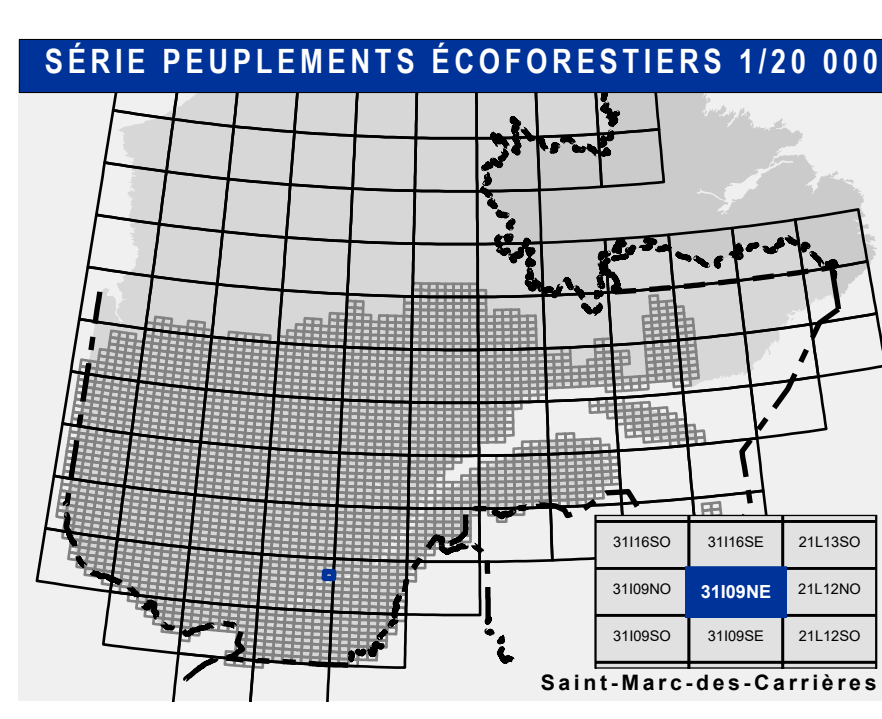 SÉRIE PEUPLEMENTS ÉCOFORESTIERS 1/20 000
31I16SO 31I16SE 21L13SO
31I09NO 31I09NE 21L12NO
31I09SO 31I09SE 21L12SO
Saint-Marc-des-Carrières